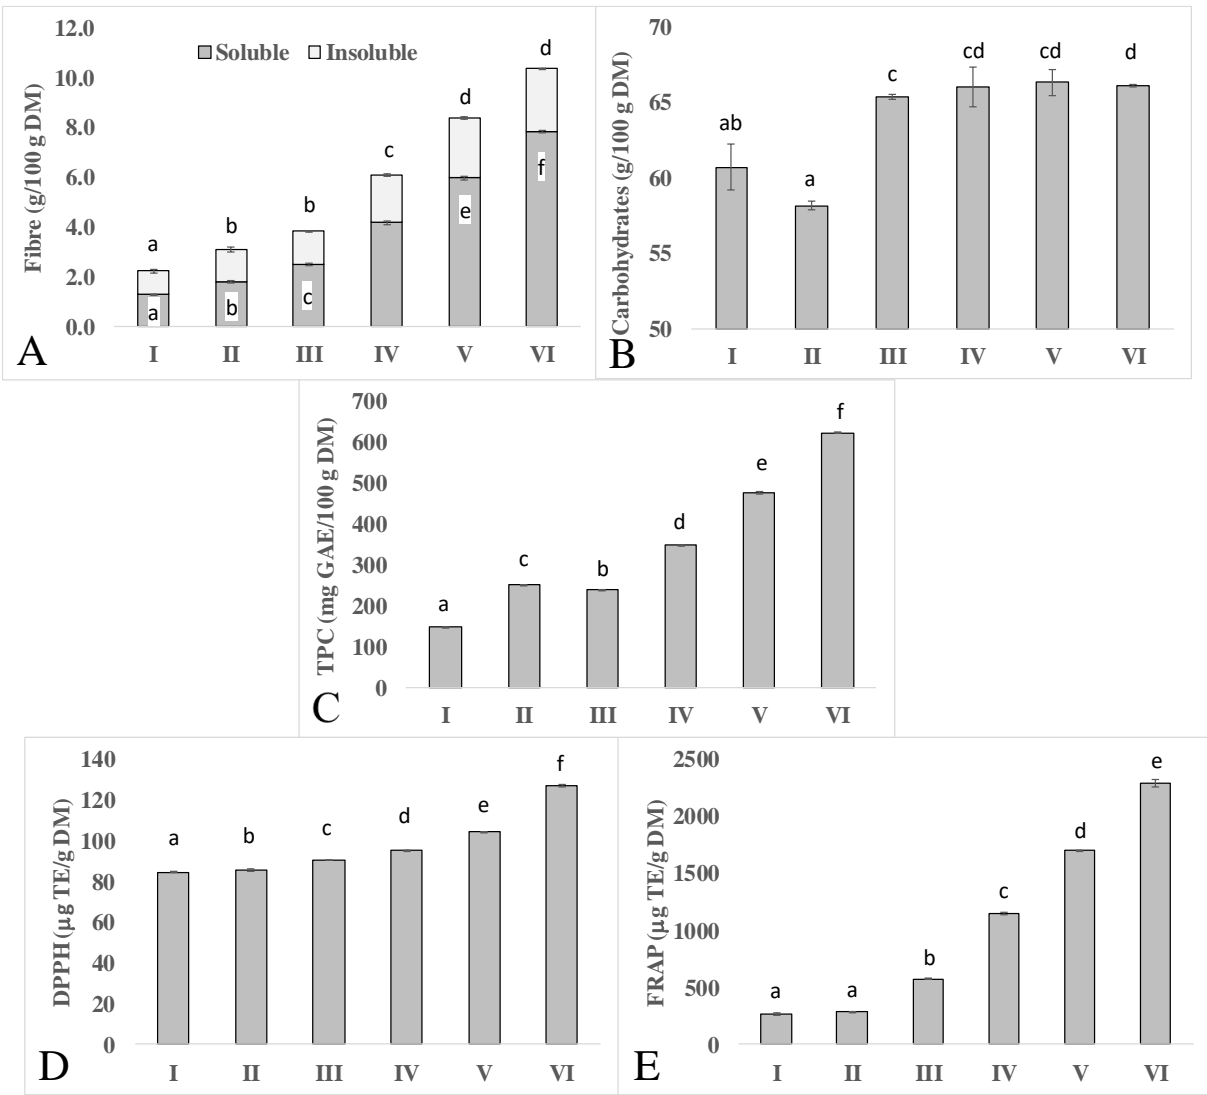 12.0
10.0
8.0
6.0
4.0
2.0
0.0
Fibre (g/100 g DM)
Soluble Insoluble
a b b c d d
a b c e f
I II III IV V VI
A
70
65
60
55
50
Carbohydrates (g/100 g DM)
ab a c cd cd d
I II III IV V VI
B
700
600
500
400
300
200
100
0
TPC (mg GAE/100 g DM)
a c b d e f
I II III IV V VI
C
140
120
100
80
60
40
20
0
DPPH (µg TE/g DM)
a b c d e f
I II III IV V VI
D
2500
2000
1500
1000
500
0
FRAP (µg TE/g DM)
a a b c d e
I II III IV V VI
E